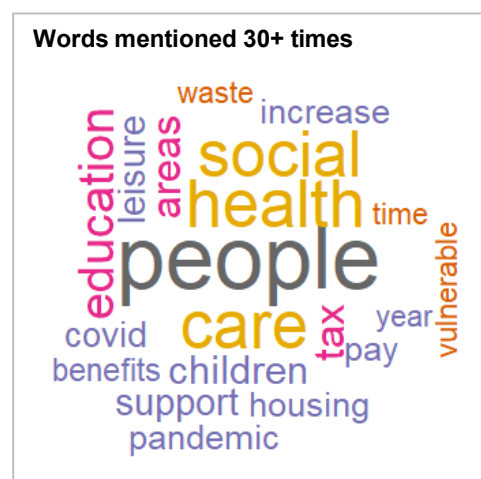 Words mentioned 30+ times
waste
increase
education
leisure
areas
social
health
time
people
vulnerable
care
tax
year
covid
pay
benefits
children
support
housing
pandemic